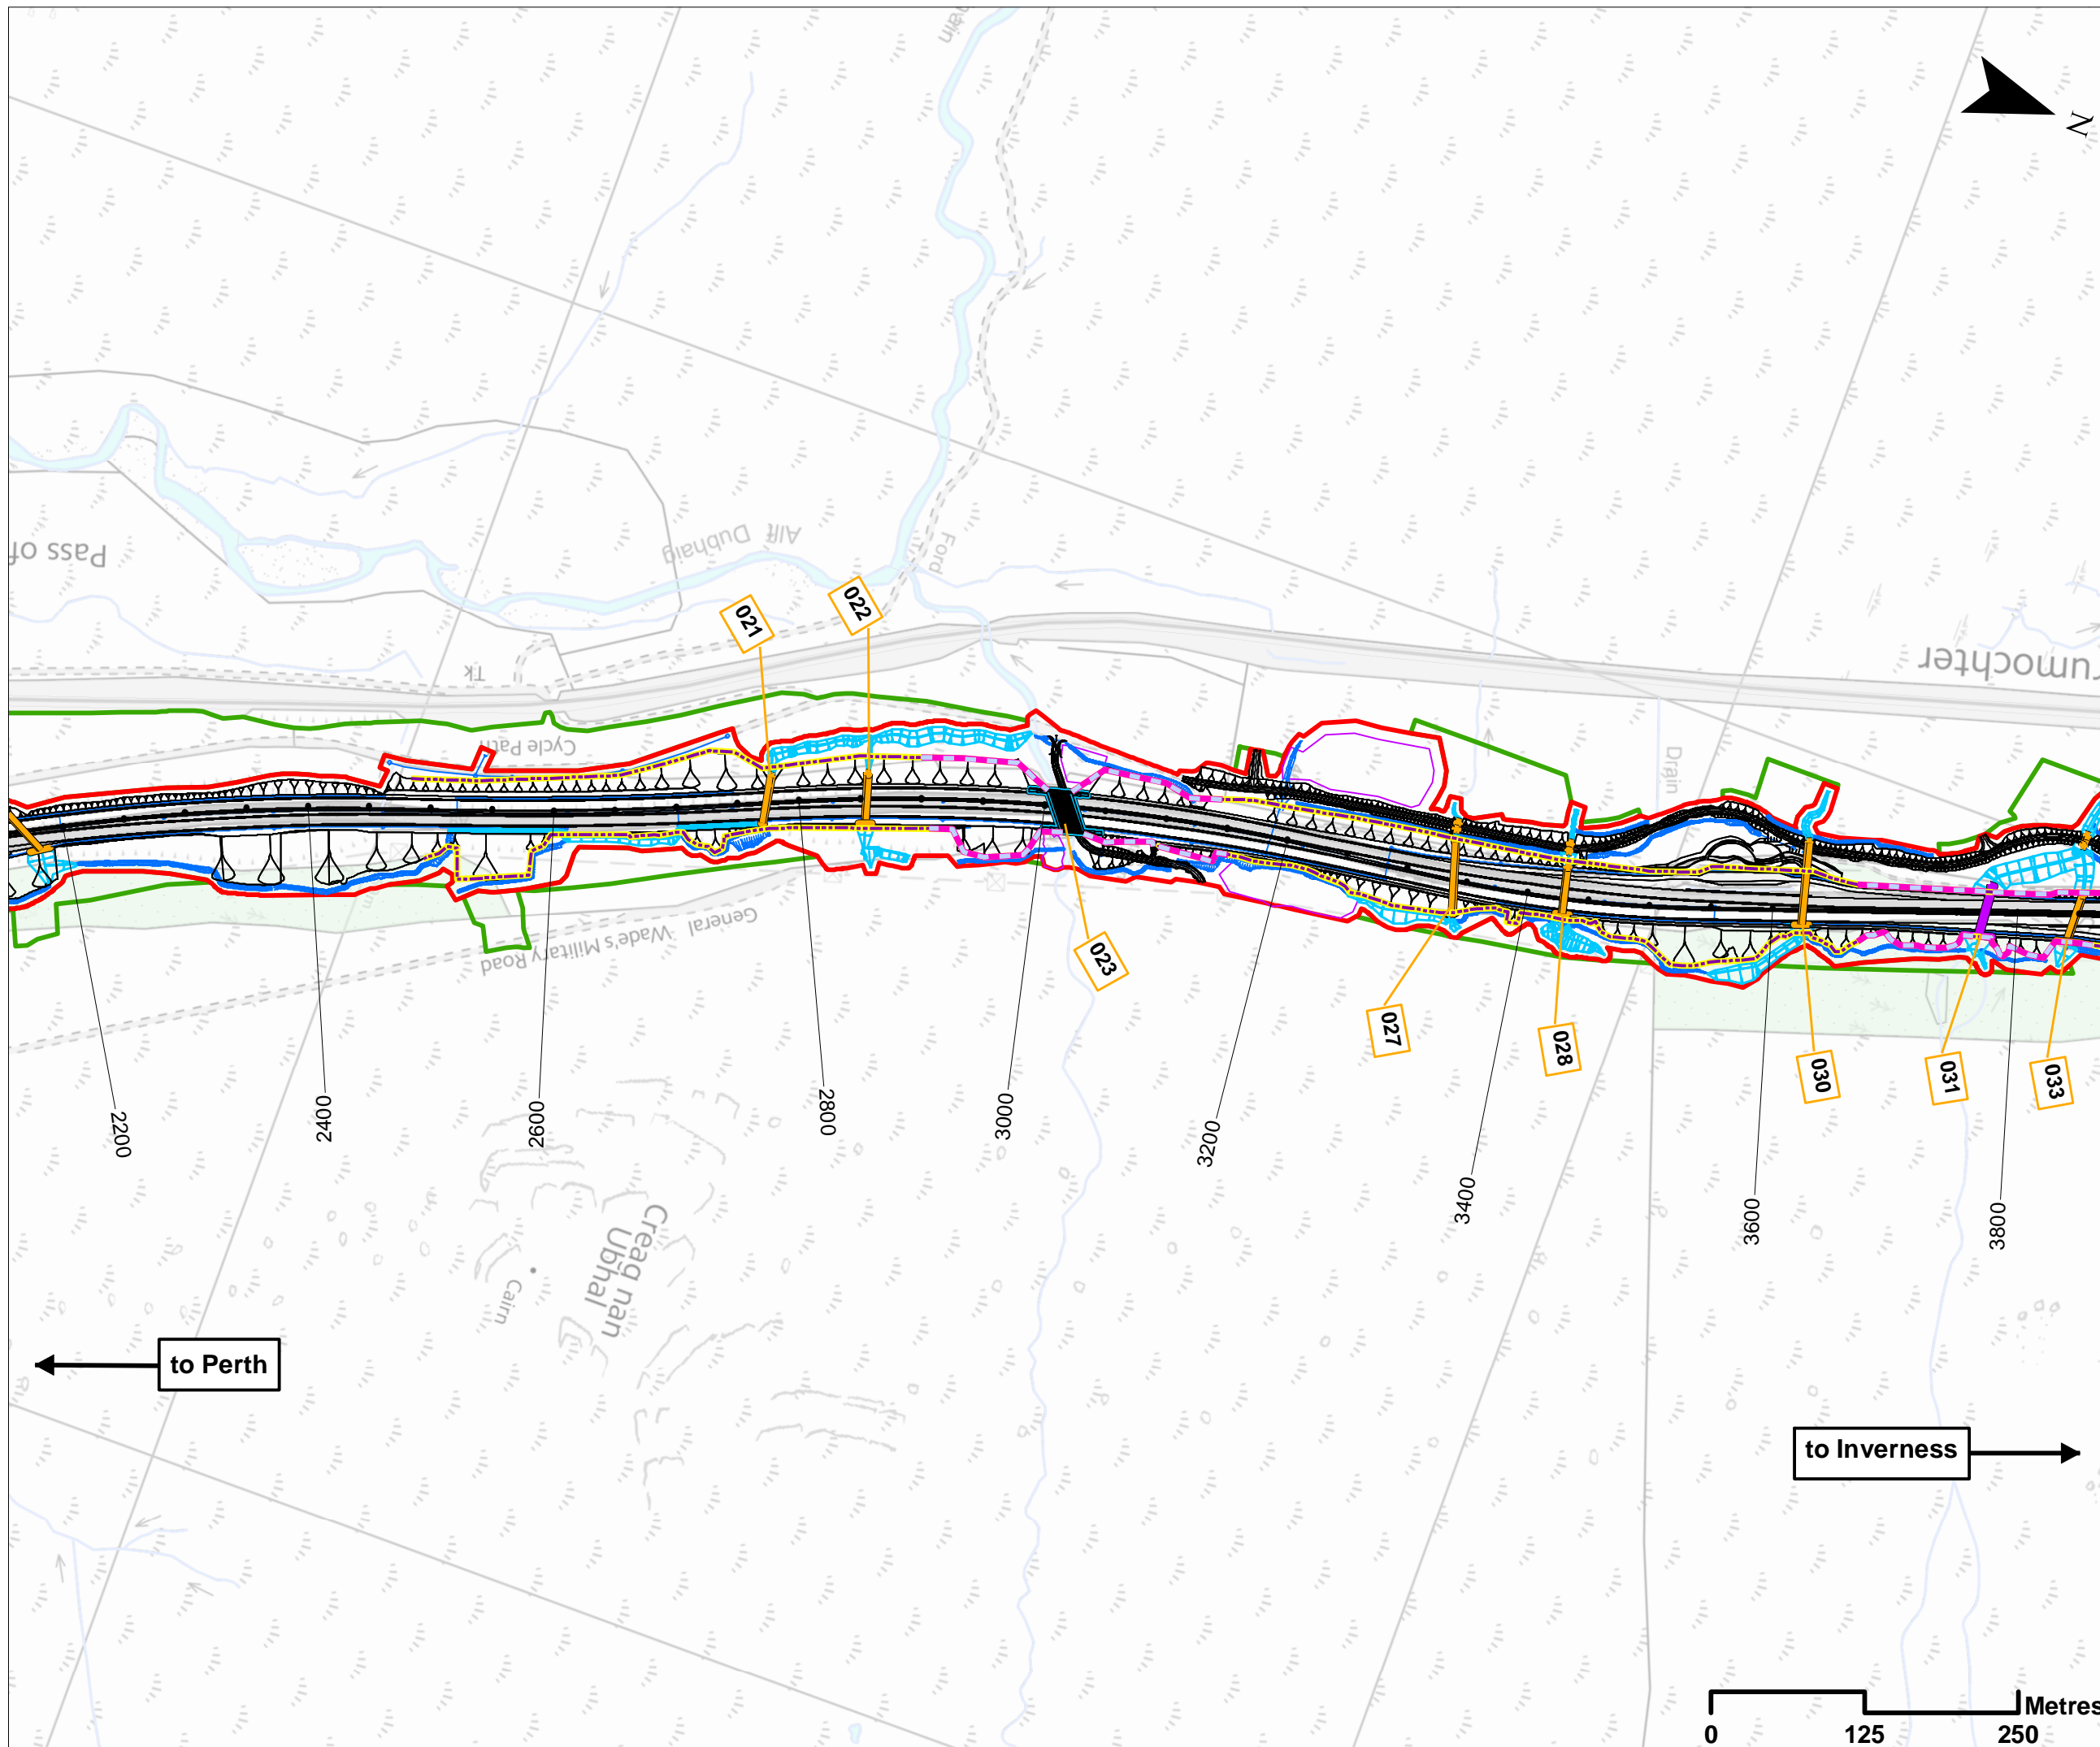 N
Pass of
Allt Dubhaig
Ford
021
022
Tk
Cycle Path
Drain
General Wade's Military Road
023
027
028
030
031
033
2200
2400
2600
2800
3000
3200
3400
3600
3800
Creag nan
Ubhal
Cairn
to Perth
to Inverness
Metres
0 125 250